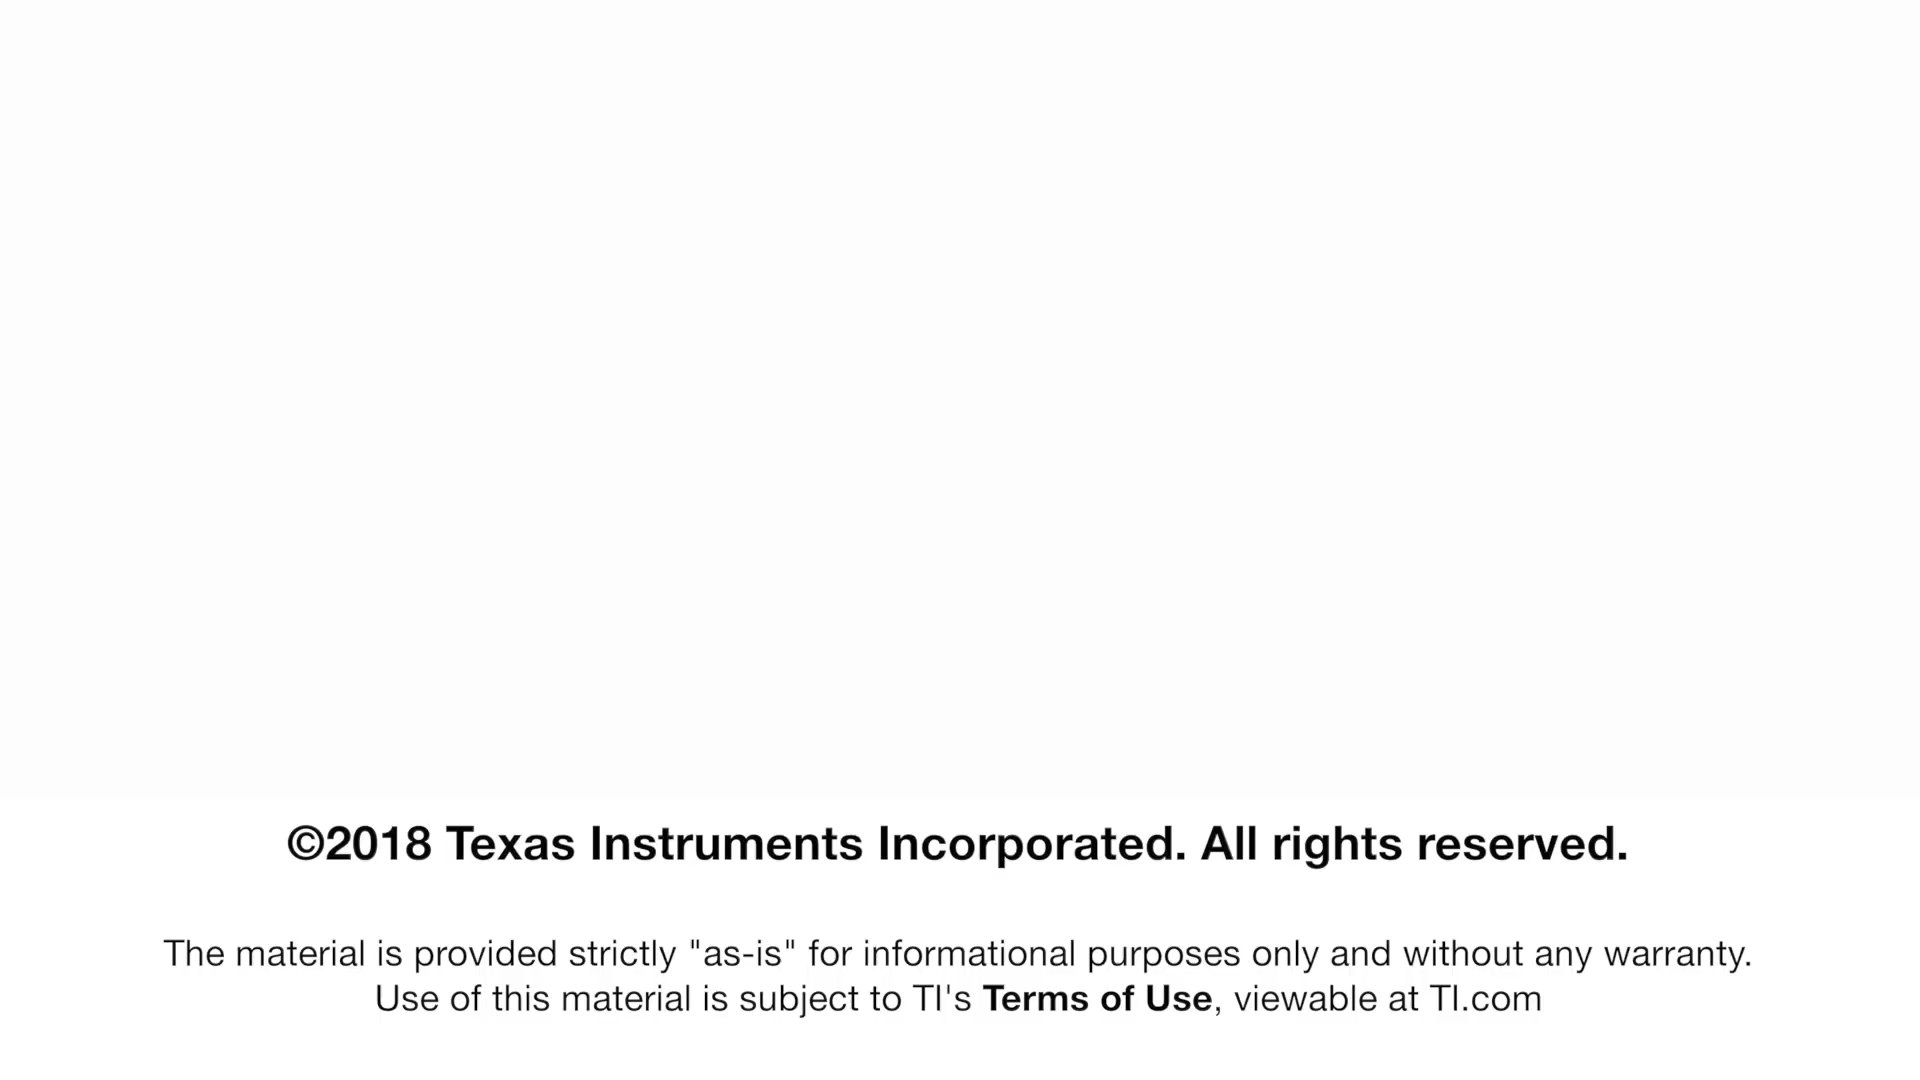 ©2018 Texas Instruments Incorporated. All rights reserved.
The material is provided strictly "as-is" for informational purposes only and without any warranty.
Use of this material is subject to TI's Terms of Use, viewable at TI.com